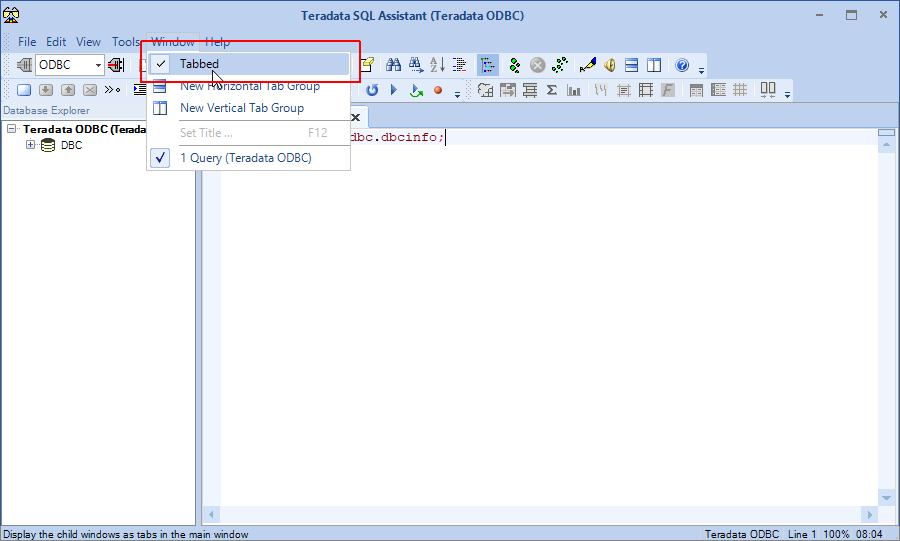 Teradata SQL Assistant (Teradata ODBC)
File Edit View Tools Window Help
ODBC
Tabbed
New Horizontal Tab Group
New Vertical Tab Group
Set Title ... F12
1 Query (Teradata ODBC)
Database Explorer
Teradata ODBC (Terada
DBC
dbc.dbcinfo;
Display the child windows as tabs in the main window
Teradata ODBC Line 1 100% 08:04